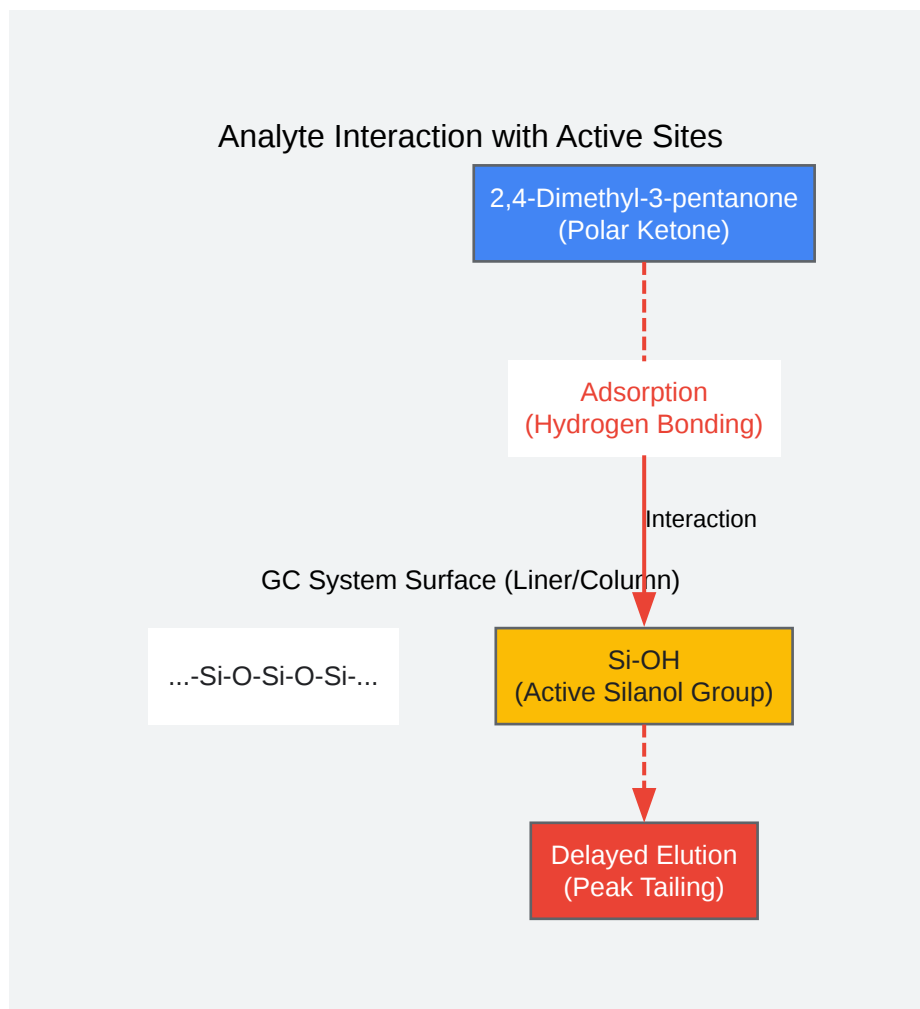 Analyte Interaction with Active Sites
2,4-Dimethyl-3-pentanone
(Polar Ketone)
Adsorption
(Hydrogen Bonding)
Interaction
GC System Surface (Liner/Column)
...-Si-O-Si-O-Si-...
Si-OH
(Active Silanol Group)
Delayed Elution
(Peak Tailing)